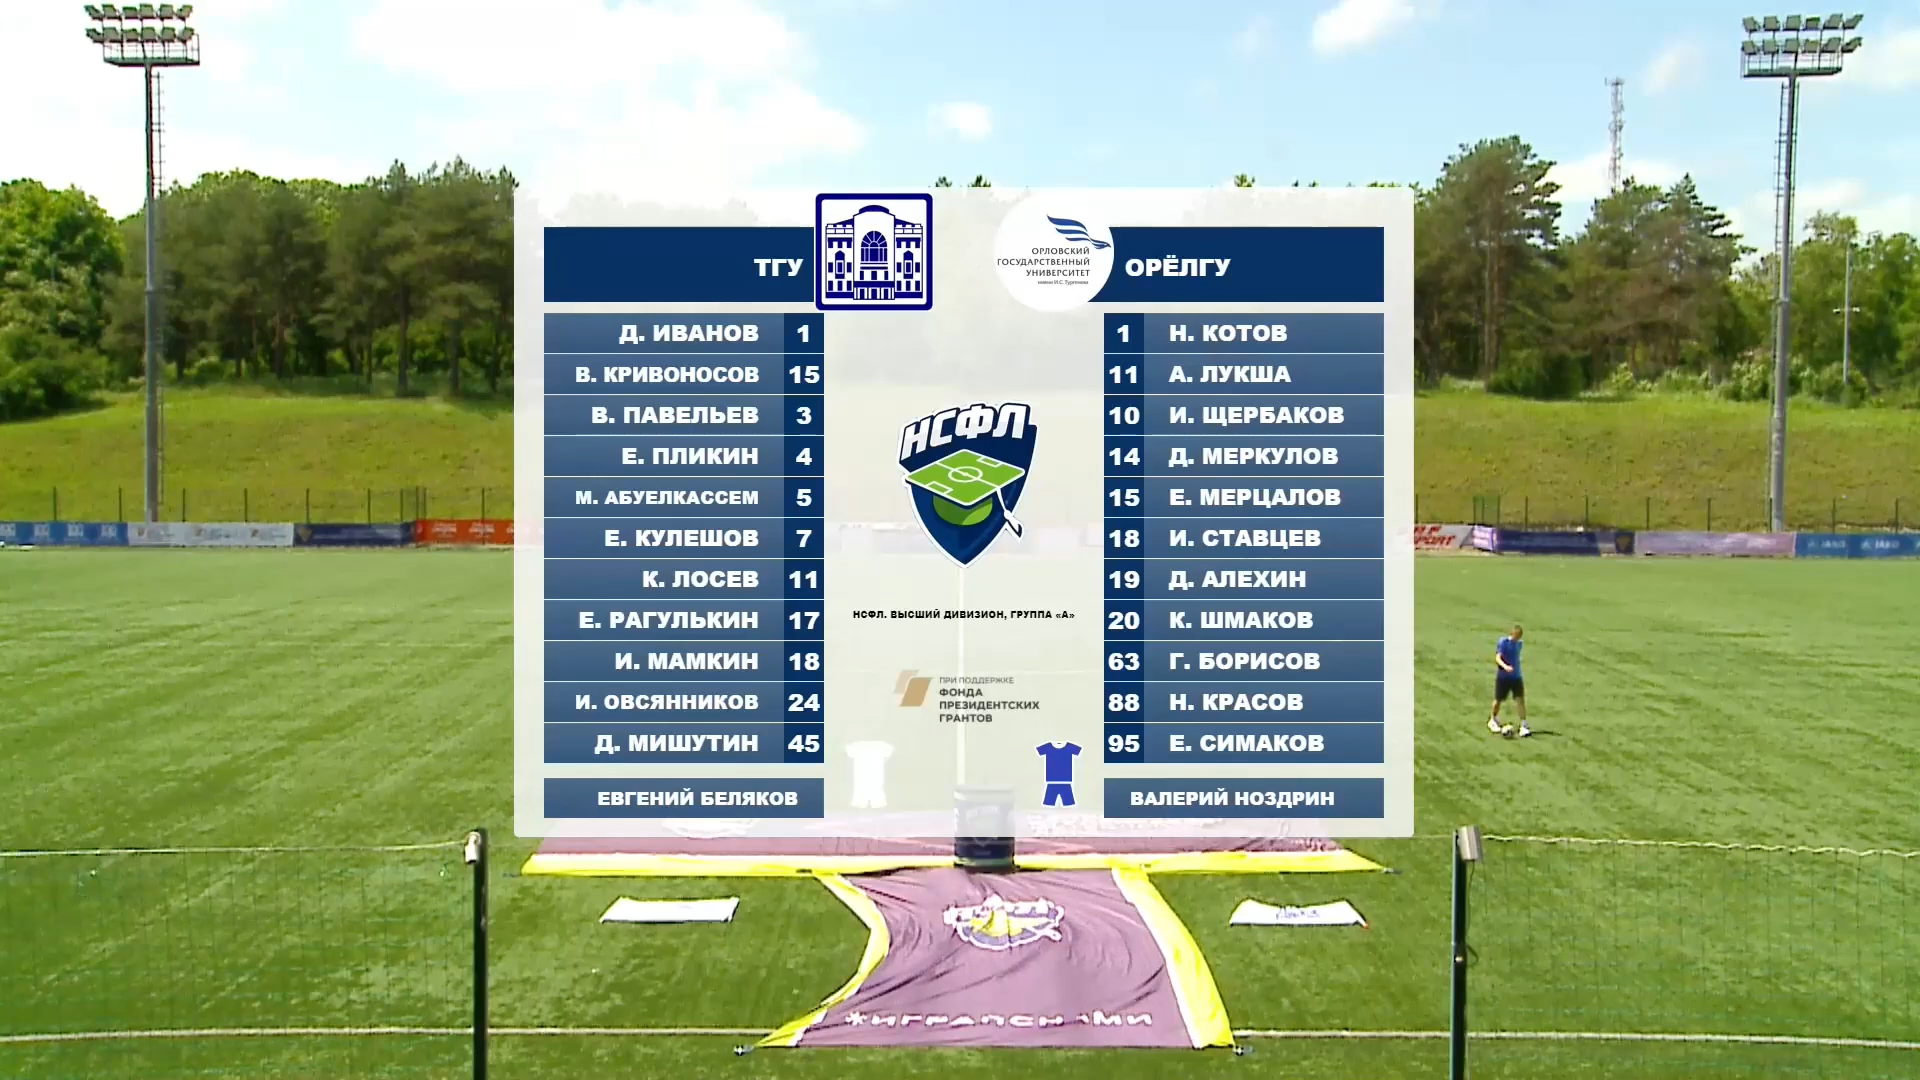 ТГУ
ОРЛОВСКИЙ
ГОСУДАРСТВЕННЫЙ
УНИВЕРСИТЕТ
имени И.С. Тургенева
ОРЁЛГУ
Д. ИВАНОВ 1
В. КРИВОНОСОВ 15
В. ПАВЕЛЬЕВ 3
Е. ПЛИКИН 4
М. АБУЕЛКАССЕМ 5
Е. КУЛЕШОВ 7
К. ЛОСЕВ 11
Е. РАГУЛЬКИН 17
И. МАМКИН 18
И. ОВСЯННИКОВ 24
Д. МИШУТИН 45
ЕВГЕНИЙ БЕЛЯКОВ
НСФЛ
НСФЛ. ВЫСШИЙ ДИВИЗИОН, ГРУППА «А»
ПРИ ПОДДЕРЖКЕ
ФОНДА
ПРЕЗИДЕНТСКИХ
ГРАНТОВ
1 Н. КОТОВ
11 А. ЛУКША
10 И. ЩЕРБАКОВ
14 Д. МЕРКУЛОВ
15 Е. МЕРЦАЛОВ
18 И. СТАВЦЕВ
19 Д. АЛЕХИН
20 К. ШМАКОВ
63 Г. БОРИСОВ
88 Н. КРАСОВ
95 Е. СИМАКОВ
ВАЛЕРИЙ НОЗДРИН
#ИГРАПОСНАМИ